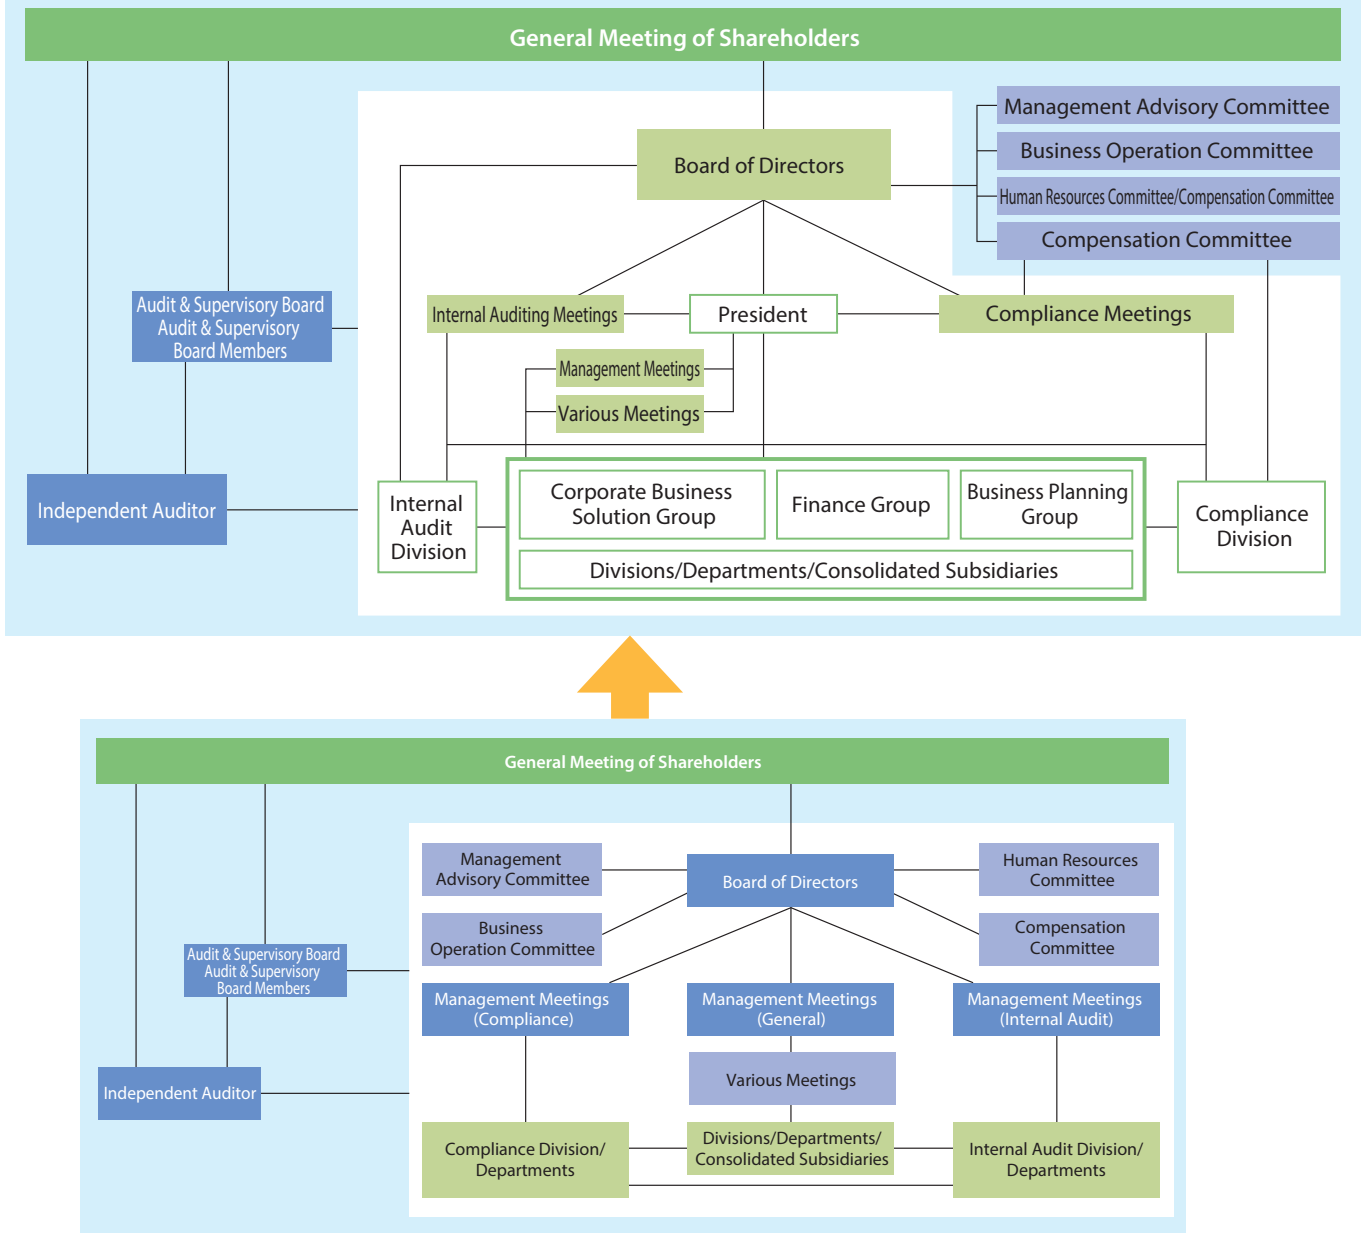 General Meeting of Shareholders
Management Advisory Committee
Board of Directors
Business Operation Committee
Human Resources Committee/Compensation Committee
Compensation Committee
Audit & Supervisory Board
Audit & Supervisory
Board Members
Internal Auditing Meetings
President
Compliance Meetings
Management Meetings
Various Meetings
Independent Auditor
Internal
Audit
Division
Corporate Business
Solution Group
Finance Group
Business Planning
Group
Compliance
Division
Divisions/Departments/Consolidated Subsidiaries
General Meeting of Shareholders
Management
Advisory Committee
Board of Directors
Human Resources
Committee
Business
Operation Committee
Compensation
Committee
Audit & Supervisory Board
Audit & Supervisory
Board Members
Management Meetings
(Compliance)
Management Meetings
(General)
Management Meetings
(Internal Audit)
Independent Auditor
Various Meetings
Compliance Division/
Departments
Divisions/Departments/
Consolidated Subsidiaries
Internal Audit Division/
Departments